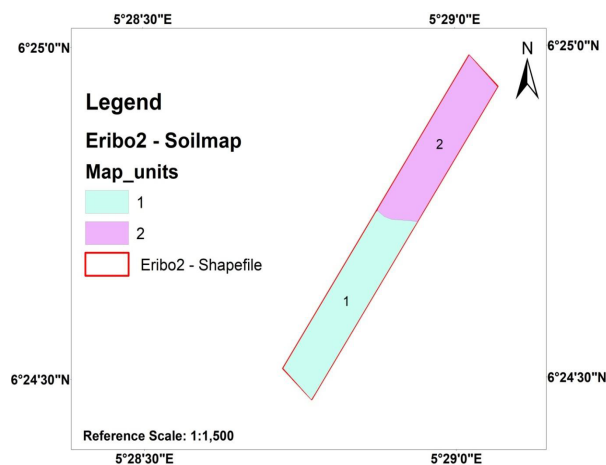 5°28'30"E 5°29'0"E
6°25'0"N 6°25'0"N
N
Legend
Eribo2 - Soilmap
Map_units
1
2
Eribo2 - Shapefile
2
1
6°24'30"N 6°24'30"N
Reference Scale: 1:1,500
5°28'30"E 5°29'0"E